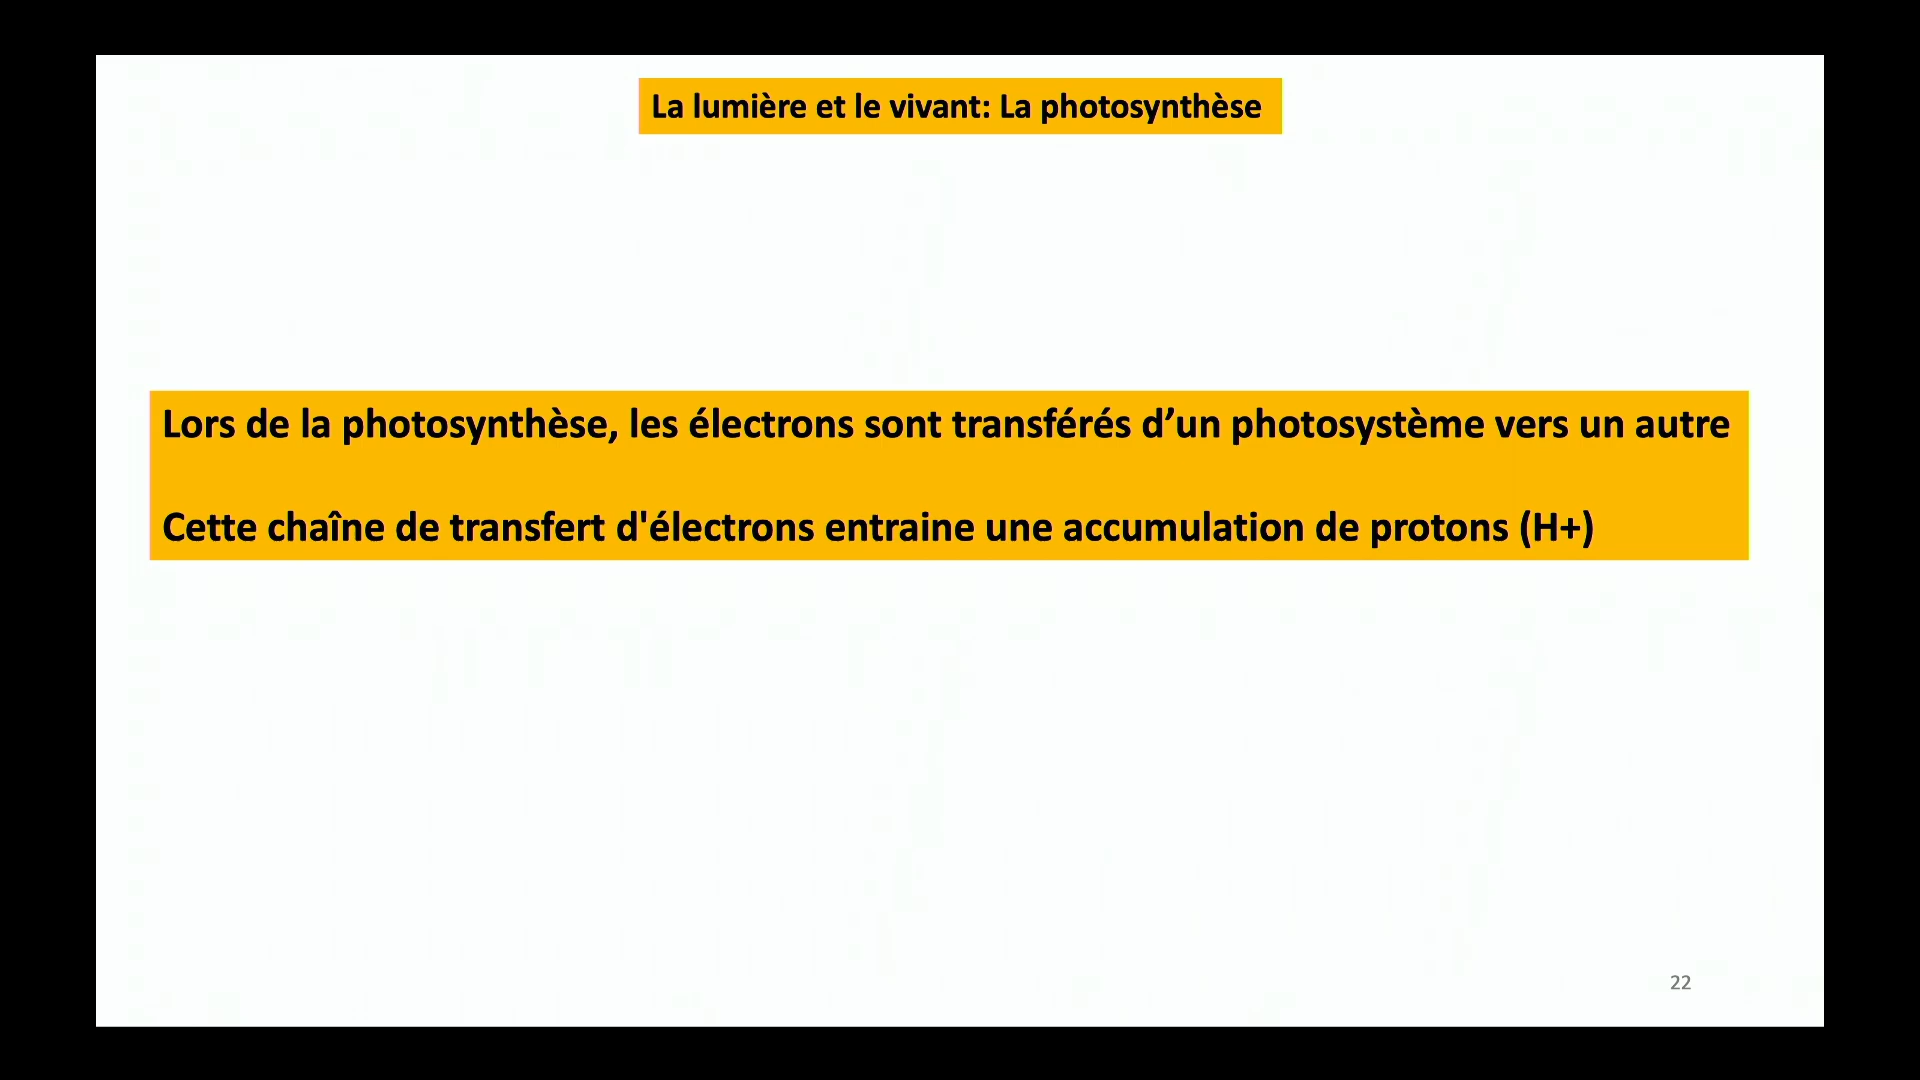 La lumière et le vivant: La photosynthèse
Lors de la photosynthèse, les électrons sont transférés d’un photosystème vers un autre
Cette chaîne de transfert d'électrons entraine une accumulation de protons (H+)
22